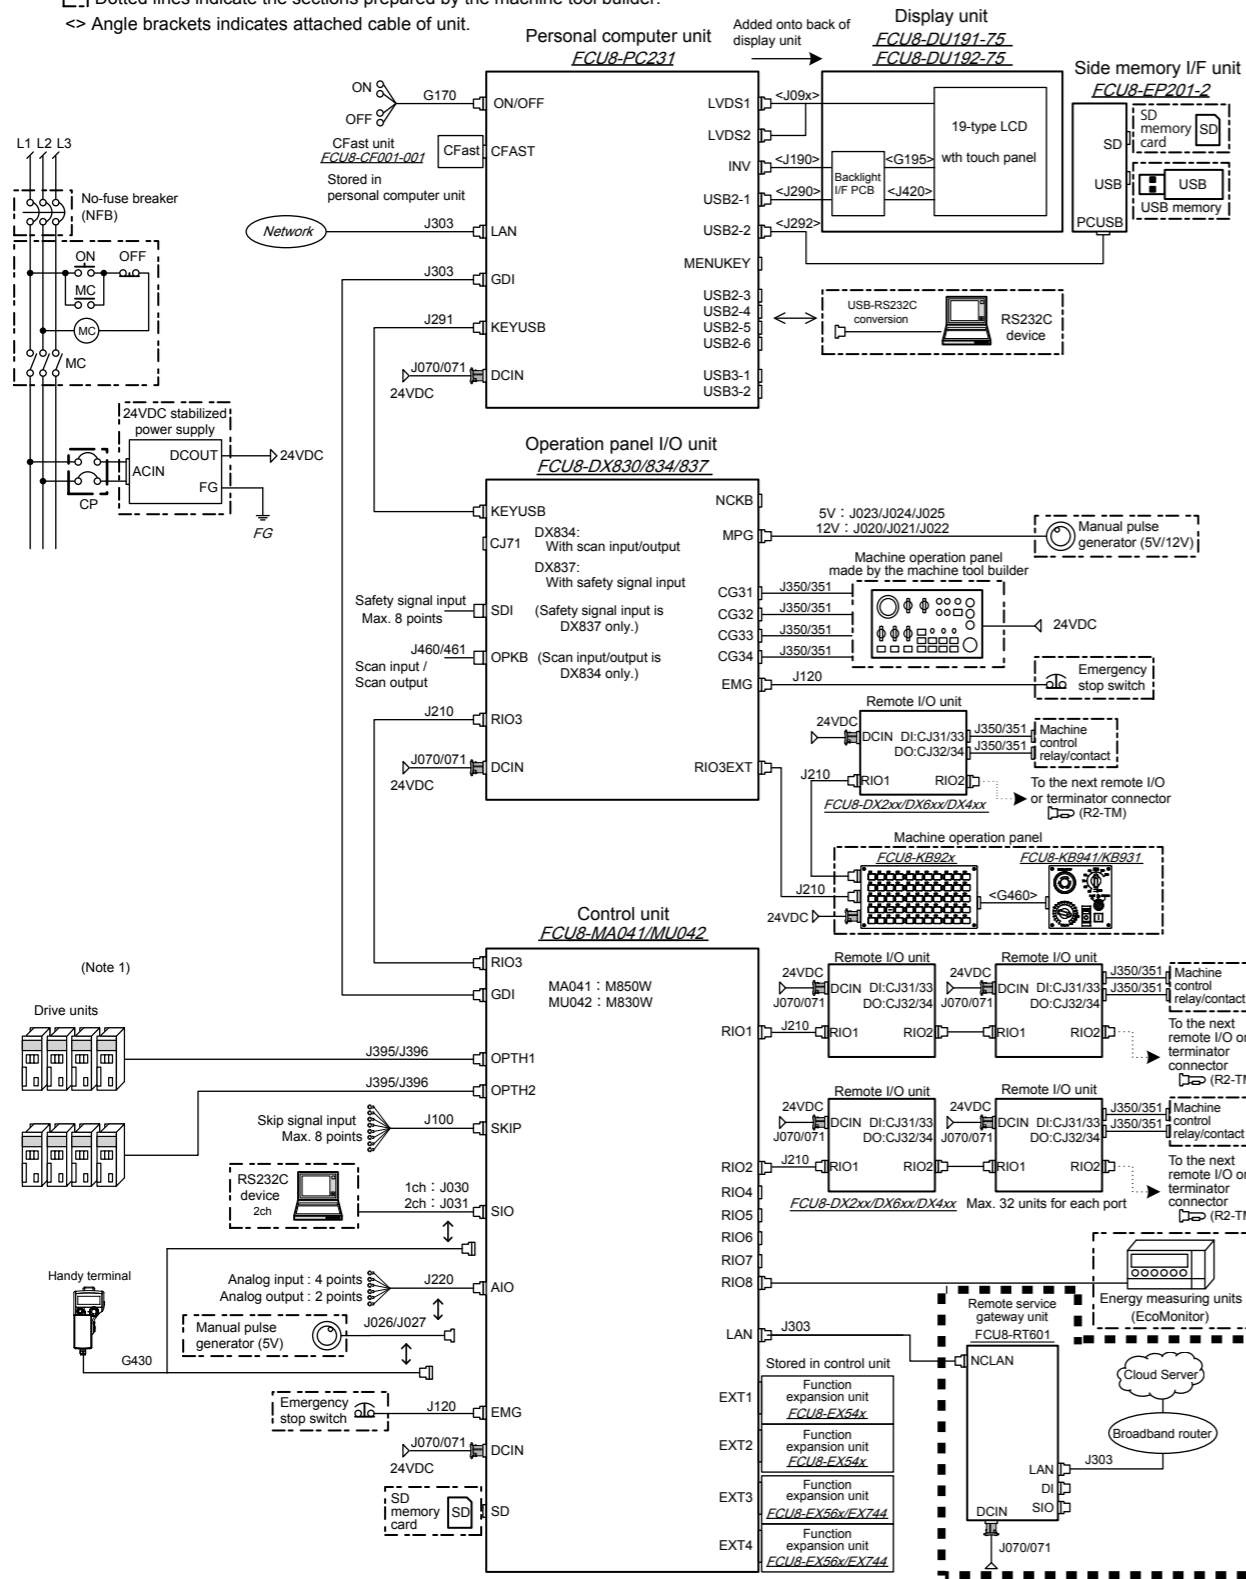 Dotted lines indicate the sections prepared by the machine tool builder.
<> Angle brackets indicates attached cable of unit.
Personal computer unit
FCU8-PC231
Added onto back of
display unit
Display unit
FCU8-DU191-75
FCU8-DU192-75
Side memory I/F unit
FCU8-EP201-2
ON
OFF
G170
ON/OFF
CFast unit
FCU8-CF001-001
CFast
CFAST
Stored in
personal computer unit
Network
J303
LAN
J303
GDI
J291
KEYUSB
J070/071
DCIN
24VDC
LVDS1
LVDS2
INV
USB2-1
USB2-2
MENUKEY
USB2-3
USB2-4
USB2-5
USB2-6
USB3-1
USB3-2
<J09x>
<J190>
<J290>
<J292>
Backlight
I/F PCB
<G195>
<J420>
19-type LCD
wth touch panel
SD
USB
PCUSB
SD
memory
card
SD
USB
USB memory
USB-RS232C
conversion
RS232C
device
L1 L2 L3
No-fuse breaker
(NFB)
ON
OFF
MC
MC
MC
24VDC stabilized
power supply
DCOUT
ACIN
FG
24VDC
CP
FG
Operation panel I/O unit
FCU8-DX830/834/837
KEYUSB
CJ71
DX834:
With scan input/output
DX837:
With safety signal input
Safety signal input
Max. 8 points
SDI
(Safety signal input is
DX837 only.)
J460/461
Scan input /
Scan output
OPKB
(Scan input/output is
DX834 only.)
J210
RIO3
J070/071
DCIN
24VDC
NCKB
MPG
CG31
CG32
CG33
CG34
EMG
RIO3EXT
5V : J023/J024/J025
12V : J020/J021/J022
Manual pulse
generator (5V/12V)
Machine operation panel
made by the machine tool builder
J350/351
J350/351
J350/351
J350/351
24VDC
J120
Emergency
stop switch
Remote I/O unit
24VDC
DCIN
DI:CJ31/33
DO:CJ32/34
J350/351
J350/351
Machine
control
relay/contact
J210
RIO1
RIO2
To the next remote I/O
or terminator connector
(R2-TM)
FCU8-DX2xx/DX6xx/DX4xx
Machine operation panel
FCU8-KB92x
FCU8-KB941/KB931
J210
<G460>
24VDC
Control unit
FCU8-MA041/MU042
(Note 1)
RIO3
GDI
MA041 : M850W
MU042 : M830W
Drive units
J395/J396
OPTH1
J395/J396
OPTH2
Skip signal input
Max. 8 points
J100
SKIP
RS232C
device
2ch
1ch : J030
2ch : J031
SIO
Handy terminal
Analog input : 4 points
Analog output : 2 points
J220
AIO
Manual pulse
generator (5V)
J026/J027
G430
Emergency
stop switch
J120
EMG
J070/071
DCIN
24VDC
SD
memory
card
SD
SD
RIO1
RIO2
RIO4
RIO5
RIO6
RIO7
RIO8
LAN
Stored in control unit
EXT1
EXT2
EXT3
EXT4
Function
expansion unit
FCU8-EX54x
Function
expansion unit
FCU8-EX54x
Function
expansion unit
FCU8-EX56x/EX744
Function
expansion unit
FCU8-EX56x/EX744
Remote I/O unit
Remote I/O unit
24VDC
J070/071
DCIN
DI:CJ31/33
DO:CJ32/34
24VDC
J070/071
DCIN
DI:CJ31/33
DO:CJ32/34
J350/351
J350/351
Machine
control
relay/contact
J210
RIO1
RIO2
RIO1
RIO2
To the next
remote I/O or
terminator
connector
(R2-TM
Remote I/O unit
Remote I/O unit
24VDC
J070/071
DCIN
DI:CJ31/33
DO:CJ32/34
24VDC
J070/071
DCIN
DI:CJ31/33
DO:CJ32/34
J350/351
J350/351
Machine
control
relay/contact
J210
RIO1
RIO2
RIO1
RIO2
To the next
remote I/O or
terminator
connector
(R2-TM
FCU8-DX2xx/DX6xx/DX4xx
Max. 32 units for each port
Energy measuring units
(EcoMonitor)
Remote service
gateway unit
FCU8-RT601
J303
NCLAN
Cloud Server
Broadband router
LAN
J303
DI
SIO
DCIN
J070/071